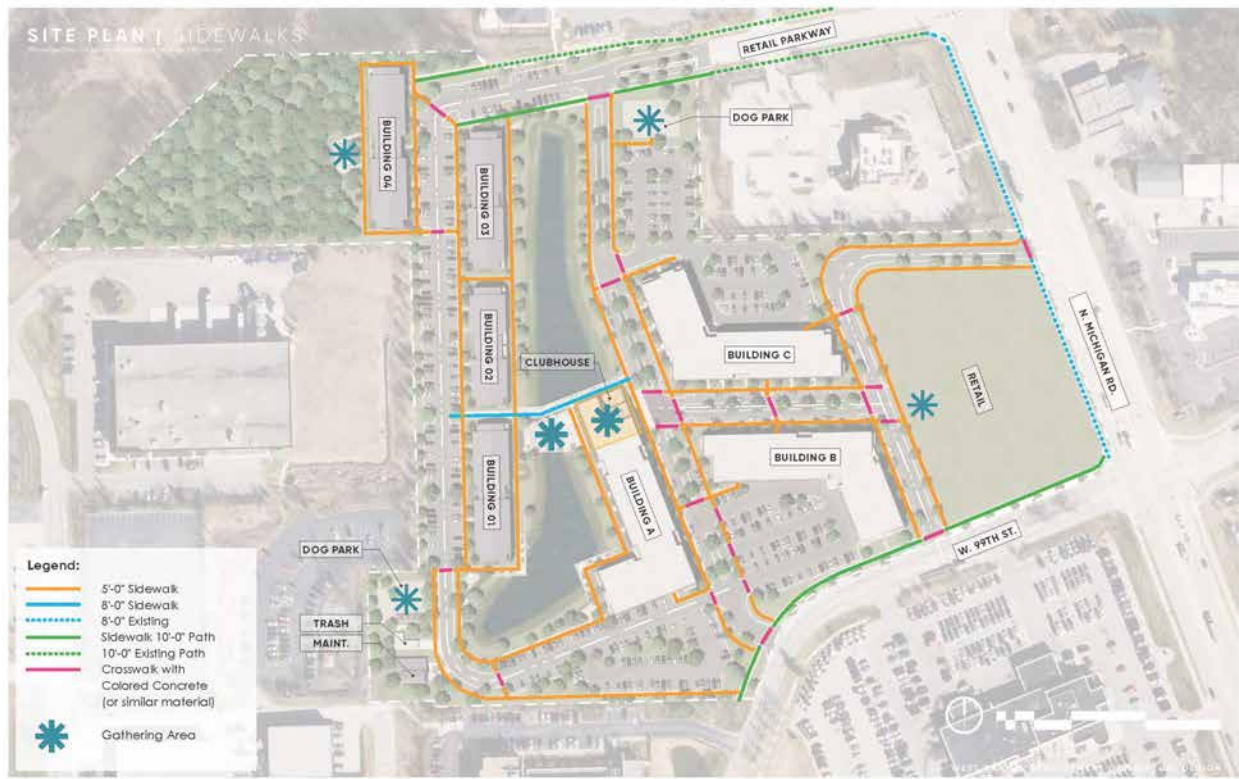 SITE PLAN | SIDEWALKS
RETAIL PARKWAY
DOG PARK
BUILDING 04
BUILDING 03
BUILDING 02
BUILDING 01
CLUBHOUSE
BUILDING C
BUILDING B
BUILDING A
RETAIL
N. MICHIGAN RD.
W. 99TH ST.
DOG PARK
TRASH
MAINT.
Legend:
5'-0" Sidewalk
8'-0" Sidewalk
8'-0" Existing
Sidewalk 10'-0" Path
10'-0" Existing Path
Crosswalk with
Colored Concrete
(or similar material)
Gathering Area